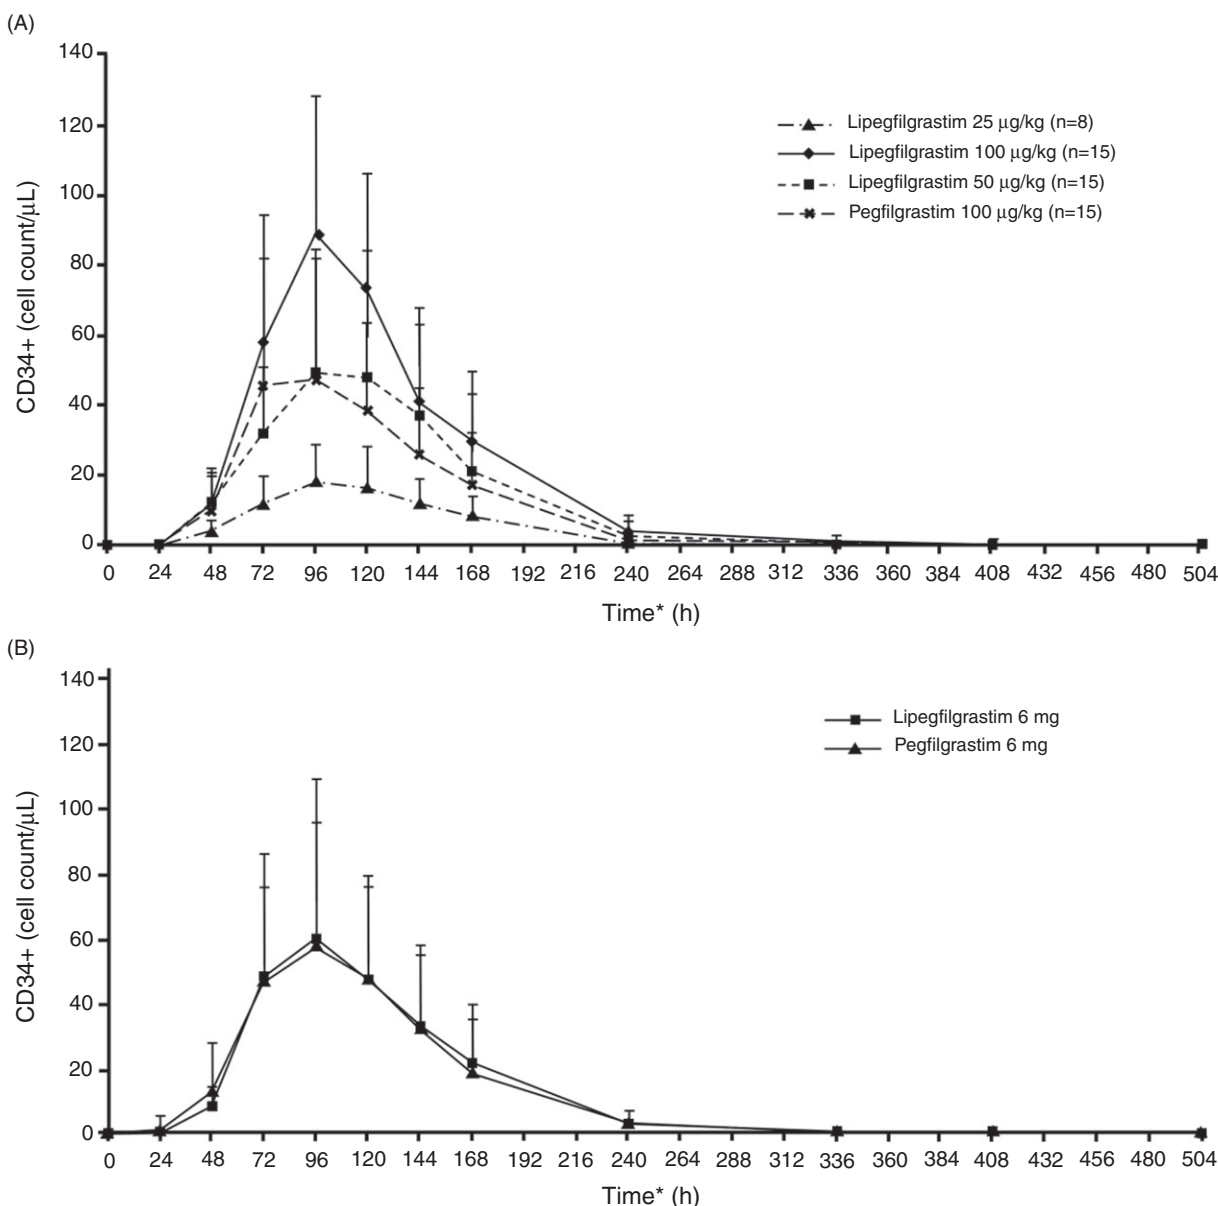 (A)
140
120
100
80
60
40
20
0
CD34+ (cell count/μL)
Lipegfilgrastim 25 μg/kg (n=8)
Lipegfilgrastim 100 μg/kg (n=15)
Lipegfilgrastim 50 μg/kg (n=15)
Pegfilgrastim 100 μg/kg (n=15)
0 24 48 72 96 120 144 168 192 216 240 264 288 312 336 360 384 408 432 456 480 504
Time* (h)
(B)
140
120
100
80
60
40
20
0
CD34+ (cell count/μL)
Lipegfilgrastim 6 mg
Pegfilgrastim 6 mg
0 24 48 72 96 120 144 168 192 216 240 264 288 312 336 360 384 408 432 456 480 504
Time* (h)